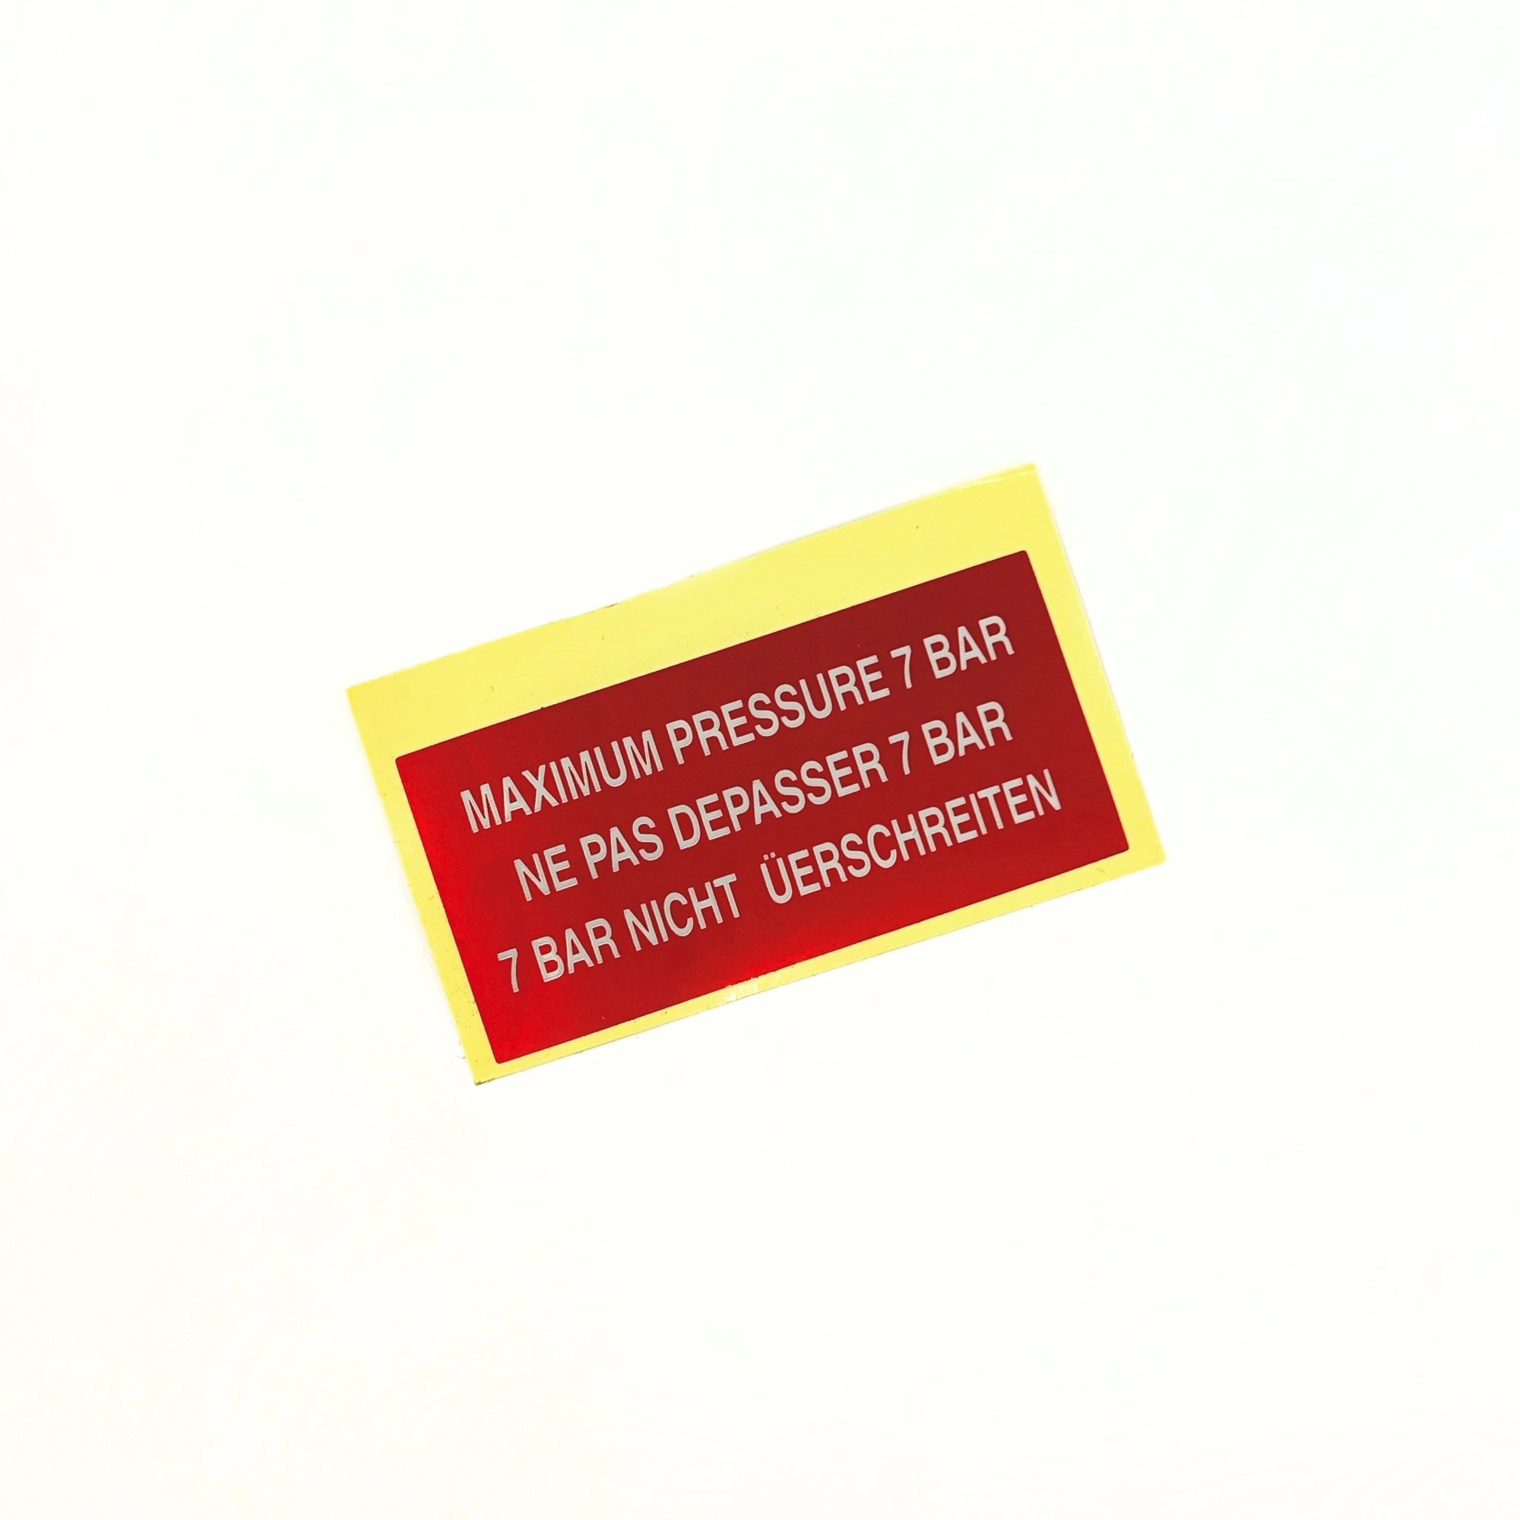 MAXIMUM PRESSURE 7 BAR
NE PAS DEPASSER 7 BAR
7 BAR NICHT ÜERSCHREITEN